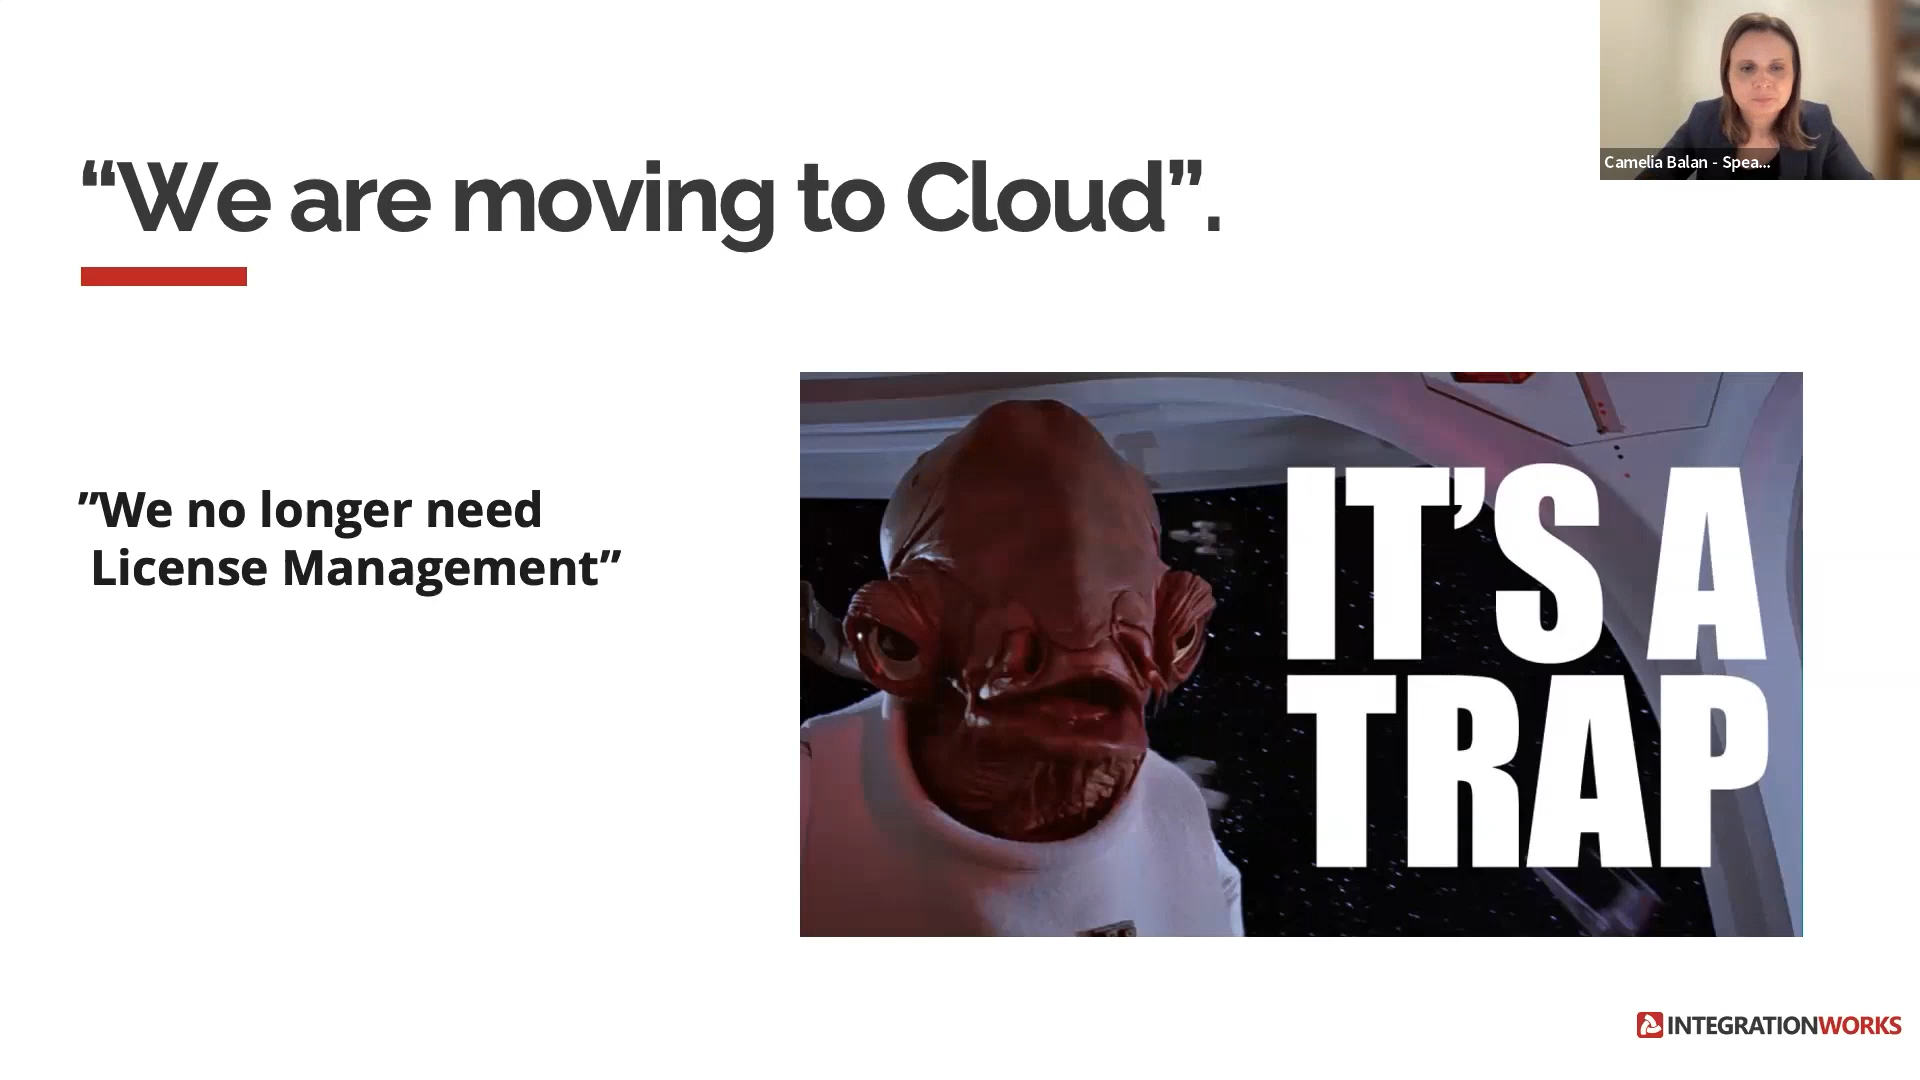 “We are moving to Cloud”.
”We no longer need
License Management”
IT’S A
TRAP
Camelia Balan - Spea...
INTEGRATIONWORKS